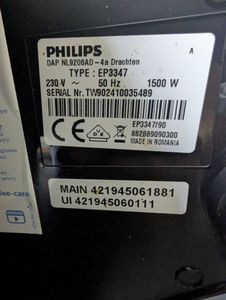 PHILIPS
A
DAP NL9206AD-4a Drachten
TYPE : EP3347
230 V ~ 50 Hz 1500 W
SERIAL Nr.: TW902410035489
EP3347/90
882889090300
MADE IN ROMANIA
MAIN 421945061881
UI 421945060111